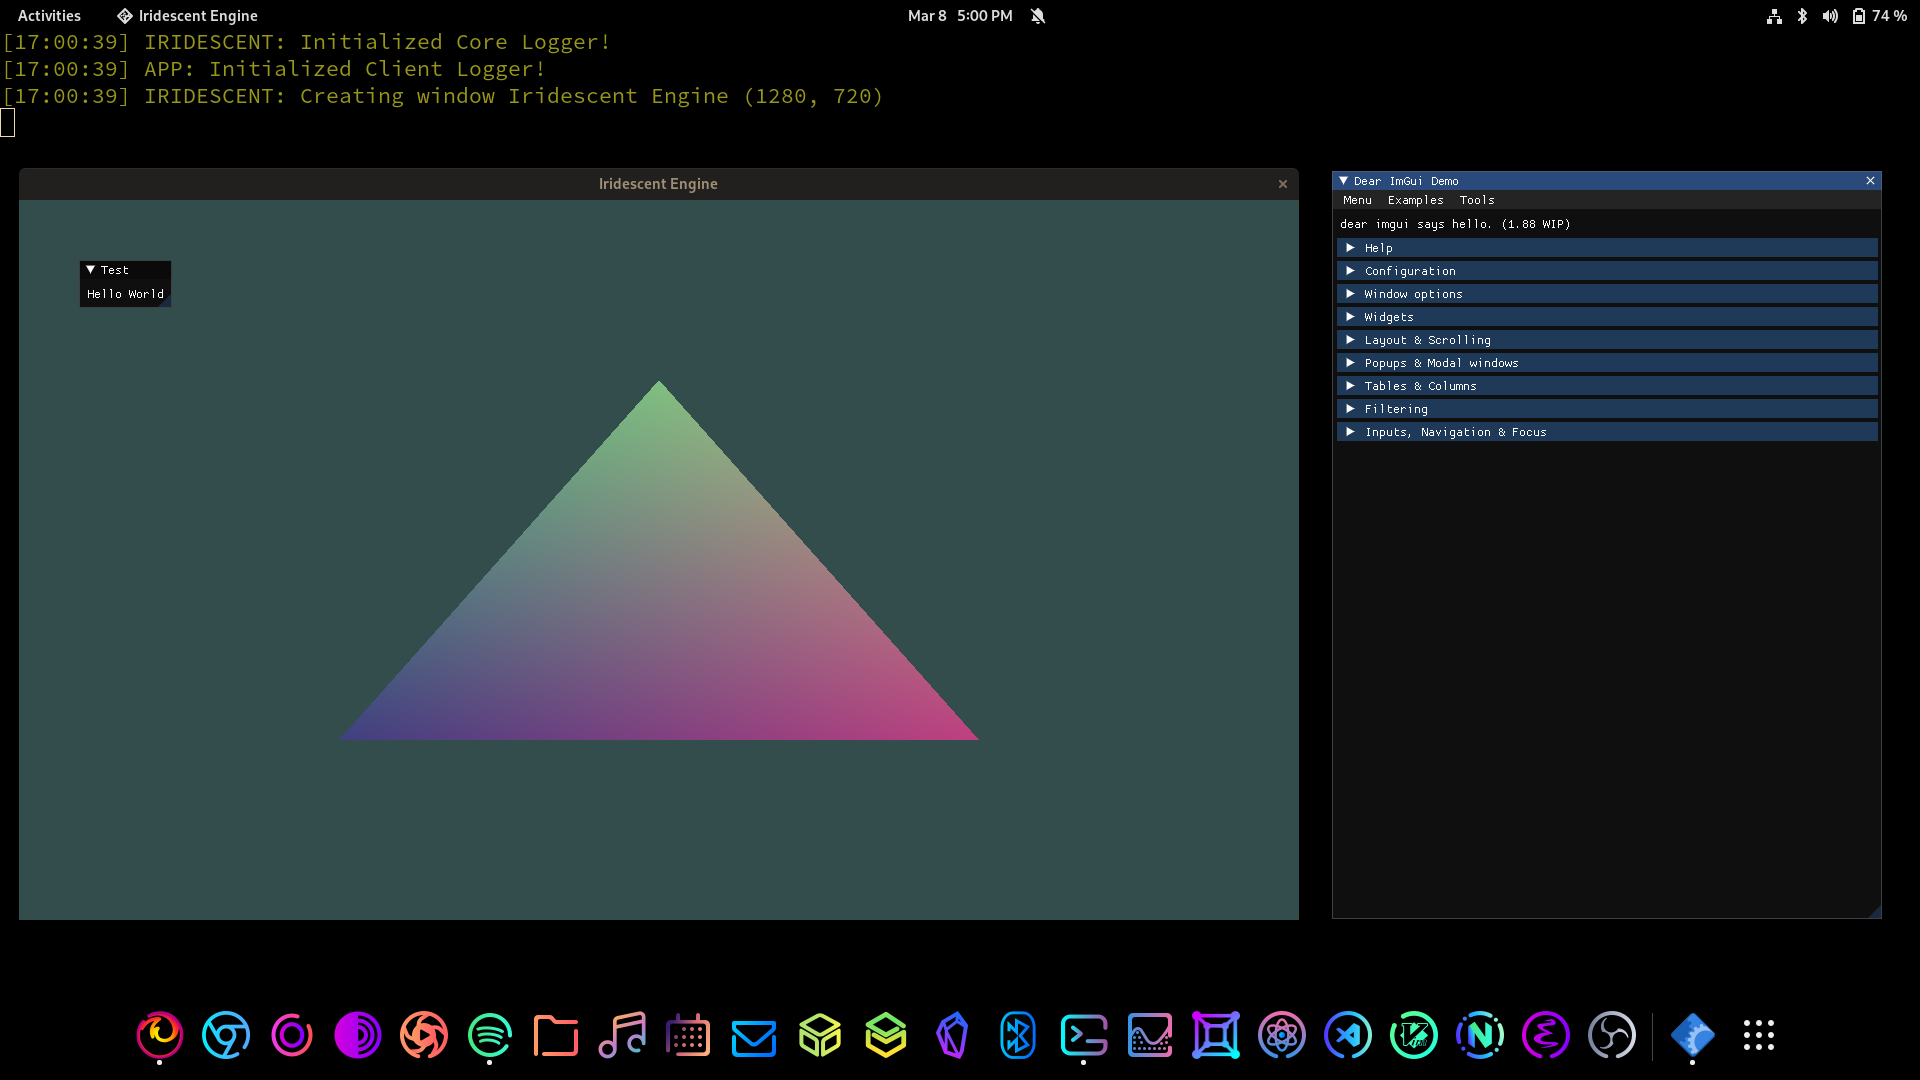 Activities Iridescent Engine Mar 8 5:00 PM 74 %
[17:00:39] IRIDESCENT: Initialized Core Logger!
[17:00:39] APP: Initialized Client Logger!
[17:00:39] IRIDESCENT: Creating window Iridescent Engine (1280, 720)
Iridescent Engine
Test
Hello World
Dear ImGui Demo
Menu Examples Tools
dear imgui says hello. (1.88 WIP)
Help
Configuration
Window options
Widgets
Layout & Scrolling
Popups & Modal windows
Tables & Columns
Filtering
Inputs, Navigation & Focus